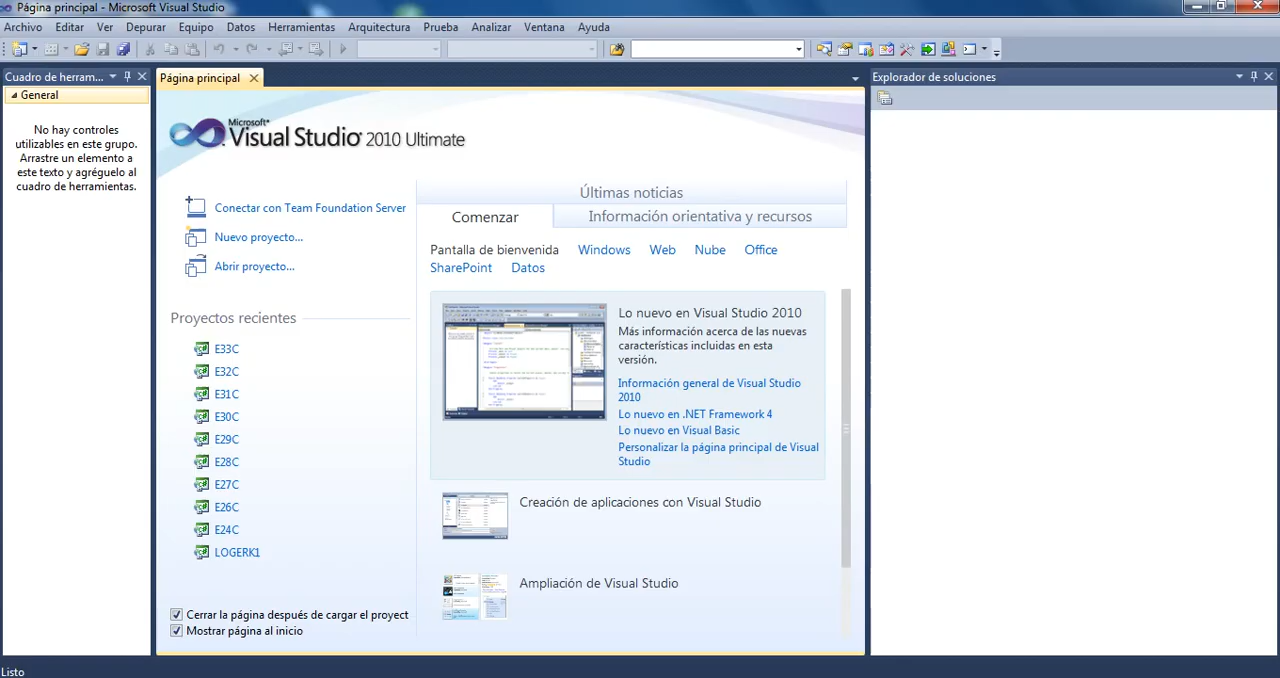 Página principal - Microsoft Visual Studio
Archivo Editar Ver Depurar Equipo Datos Herramientas Arquitectura Prueba Analizar Ventana Ayuda
Cuadro de herram...
General
No hay controles
utilizables en este grupo.
Arrastre un elemento a
este texto y agréguelo al
cuadro de herramientas.
Página principal
Microsoft®
Visual Studio® 2010 Ultimate
Conectar con Team Foundation Server
Nuevo proyecto...
Abrir proyecto...
Proyectos recientes
E33C
E32C
E31C
E30C
E29C
E28C
E27C
E26C
E24C
LOGERK1
Cerrar la página después de cargar el proyect
Mostrar página al inicio
Últimas noticias
Comenzar
Información orientativa y recursos
Pantalla de bienvenida Windows Web Nube Office
SharePoint Datos
Lo nuevo en Visual Studio 2010
Más información acerca de las nuevas
características incluidas en esta
versión.
Información general de Visual Studio
2010
Lo nuevo en .NET Framework 4
Lo nuevo en Visual Basic
Personalizar la página principal de Visual
Studio
Creación de aplicaciones con Visual Studio
Ampliación de Visual Studio
Explorador de soluciones
Listo